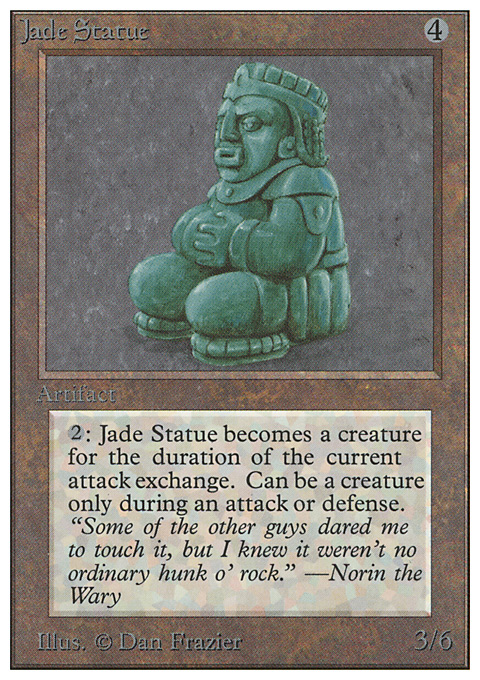 Jade Statue 4
Artifact
2: Jade Statue becomes a creature
for the duration of the current
attack exchange. Can be a creature
only during an attack or defense.
“Some of the other guys dared me
to touch it, but I knew it weren’t no
ordinary hunk o’ rock.” —Norin the
Wary
Illus. © Dan Frazier 3/6